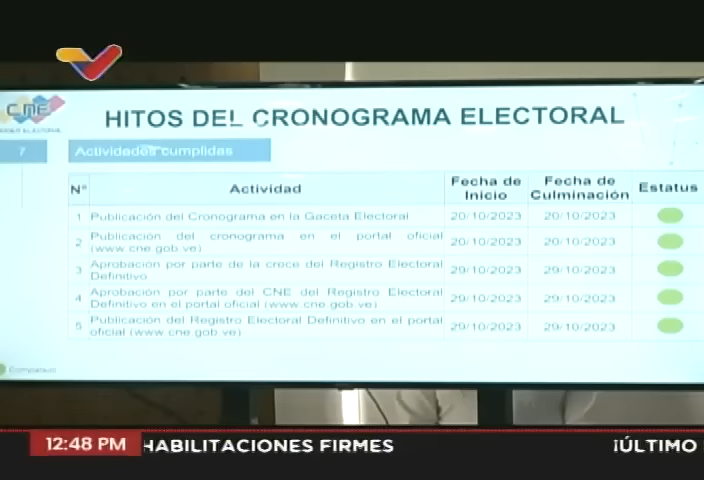 CNE
HITOS DEL CRONOGRAMA ELECTORAL
7
Actividades cumplidas
N° Actividad Fecha de Inicio Fecha de Culminación Estatus
1 Publicación del Cronograma en la Gaceta Electoral 20/10/2023 20/10/2023
2 Publicación del cronograma en el portal oficial
(www.cne.gob.ve) 20/10/2023 20/10/2023
3 Aprobación por parte de la crece del Registro Electoral
Definitivo 29/10/2023 29/10/2023
4 Aprobación por parte del CNE del Registro Electoral
Definitivo en el portal oficial (www.cne.gob.ve) 29/10/2023 29/10/2023
5 Publicación del Registro Electoral Definitivo en el portal
oficial (www.cne.gob.ve) 29/10/2023 29/10/2023
12:48 PM HABILITACIONES FIRMES ¡ÚLTIMO